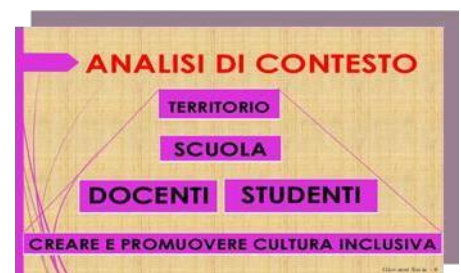 ANALISI DI CONTESTO
TERRITORIO
SCUOLA
DOCENTI STUDENTI
CREARE E PROMUOVERE CULTURA INCLUSIVA